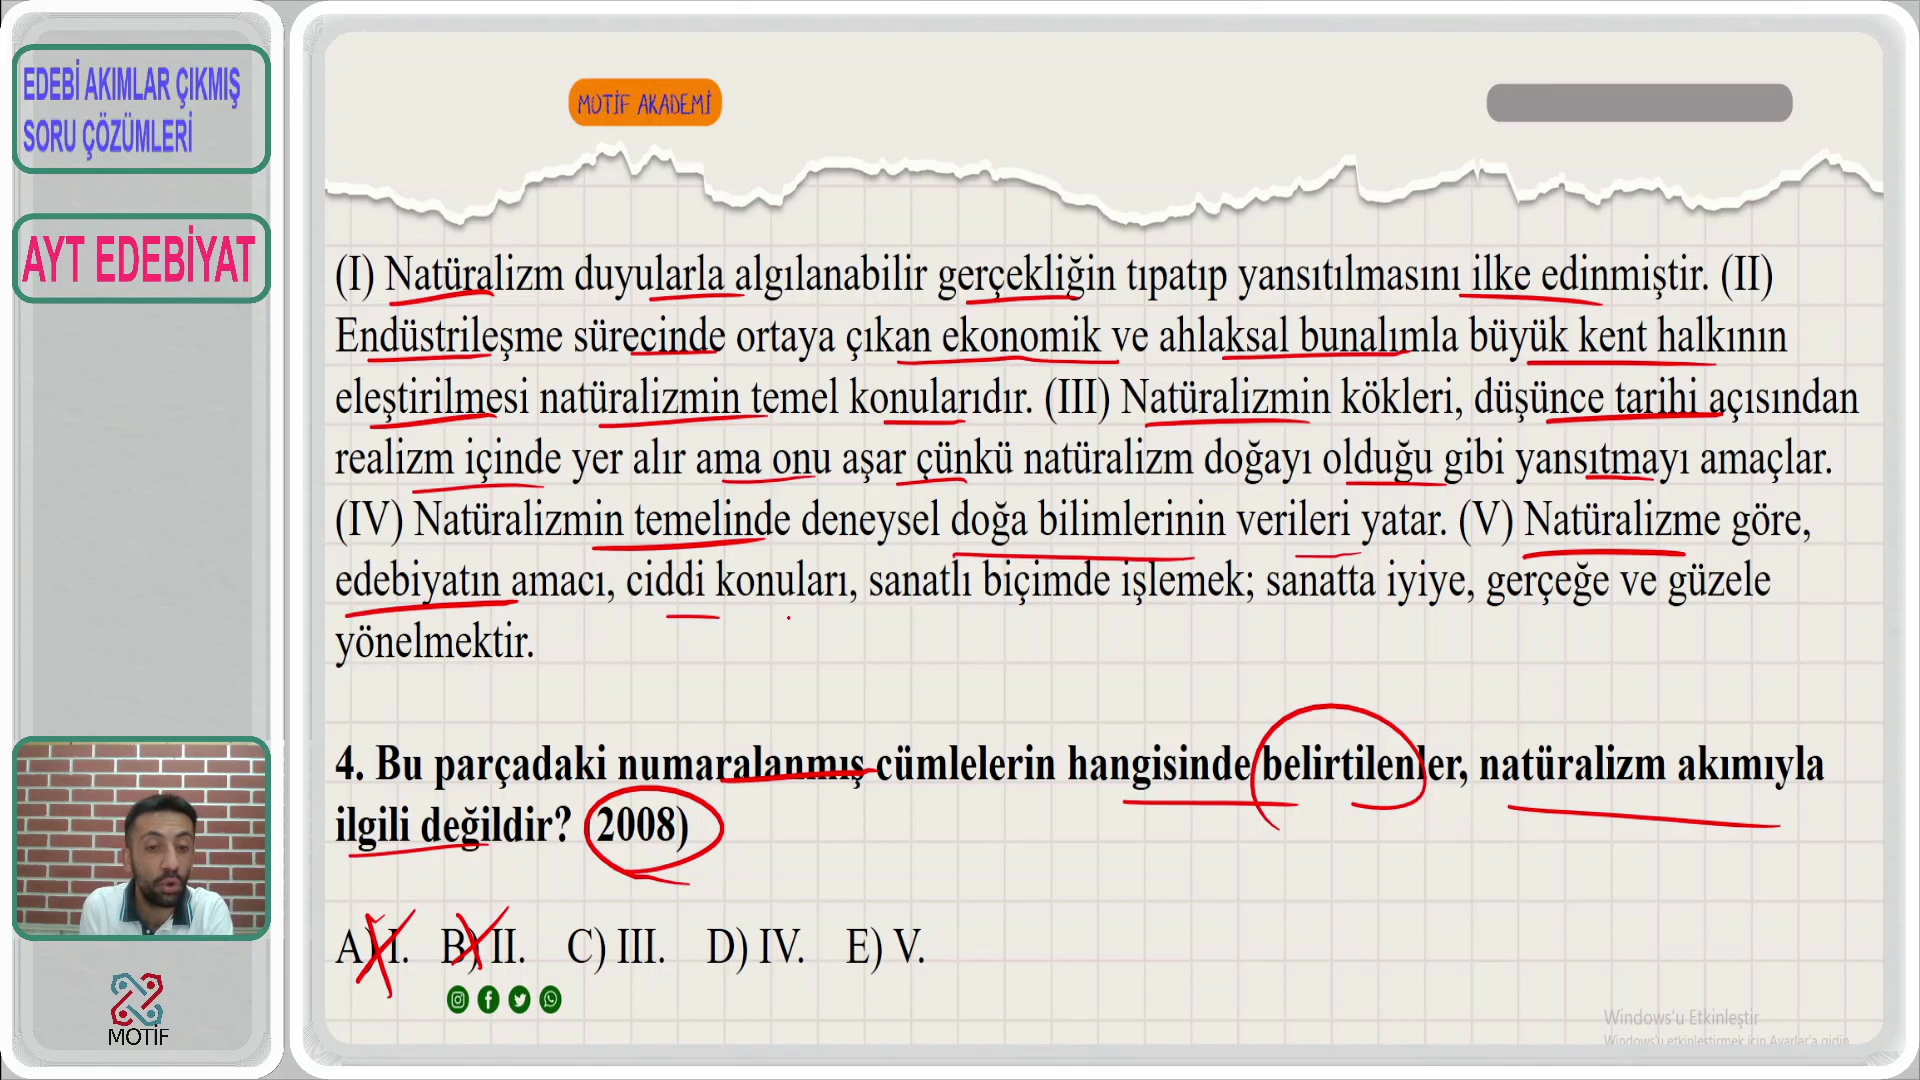 EDEBİ AKIMLAR ÇIKMIŞ
SORU ÇÖZÜMLERİ
AYT EDEBİYAT
MOTİF AKADEMİ
(I) Natüralizm duyularla algılanabilir gerçekliğin tıpatıp yansıtılmasını ilke edinmiştir. (II)
Endüstrileşme sürecinde ortaya çıkan ekonomik ve ahlaksal bunalımla büyük kent halkının
eleştirilmesi natüralizmin temel konularıdır. (III) Natüralizmin kökleri, düşünce tarihi açısından
realizm içinde yer alır ama onu aşar çünkü natüralizm doğayı olduğu gibi yansıtmayı amaçlar.
(IV) Natüralizmin temelinde deneysel doğa bilimlerinin verileri yatar. (V) Natüralizme göre,
edebiyatın amacı, ciddi konuları, sanatlı biçimde işlemek; sanatta iyiye, gerçeğe ve güzele
yönelmektir.
4. Bu parçadaki numaralanmış cümlelerin hangisinde belirtilenler, natüralizm akımıyla
ilgili değildir? 2008)
A) I. B) II. C) III. D) IV. E) V.
MOTİF
Windows'u Etkinleştir
Windows'u etkinleştirmek için Ayarlar'a gidin